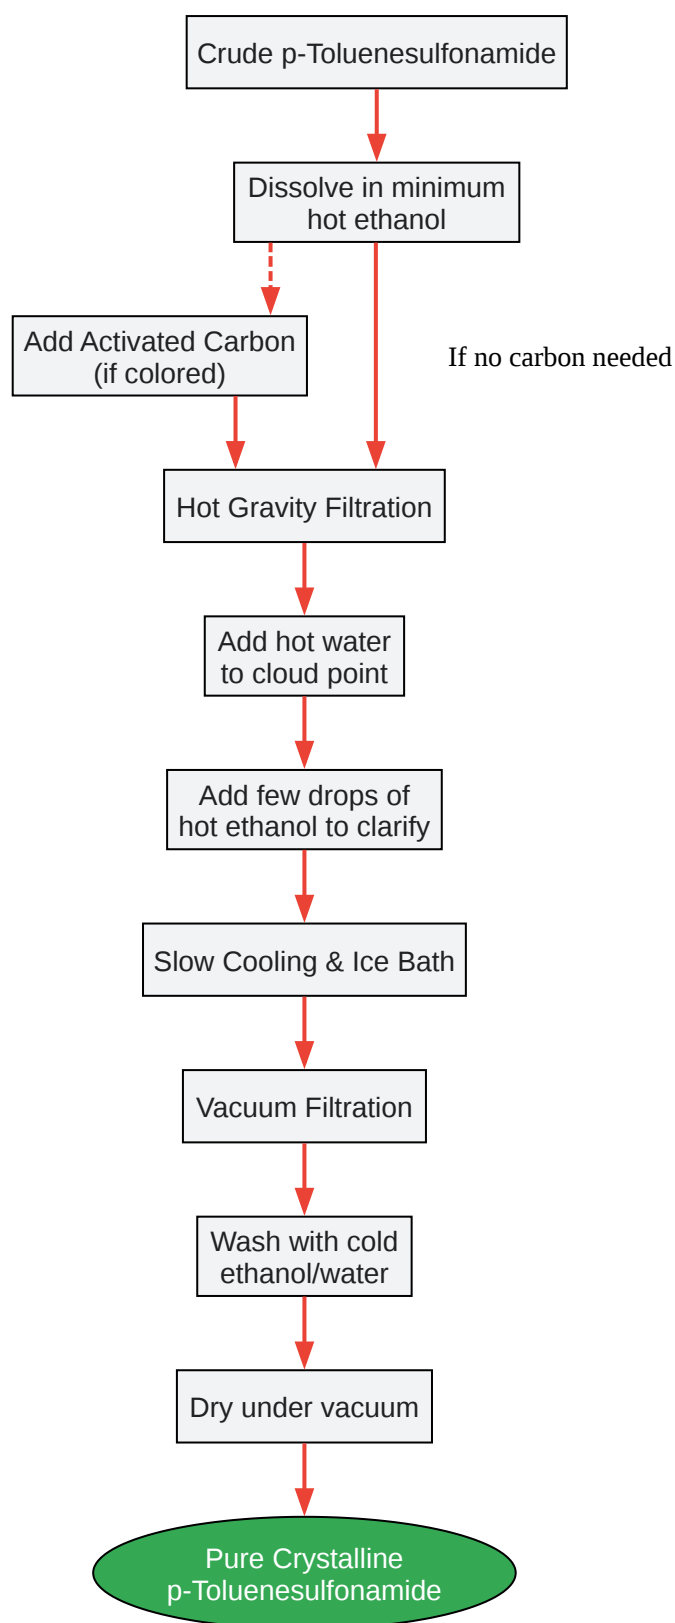 Crude p-Toluenesulfonamide
Dissolve in minimum
hot ethanol
Add Activated Carbon
(if colored)
If no carbon needed
Hot Gravity Filtration
Add hot water
to cloud point
Add few drops of
hot ethanol to clarify
Slow Cooling & Ice Bath
Vacuum Filtration
Wash with cold
ethanol/water
Dry under vacuum
Pure Crystalline
p-Toluenesulfonamide